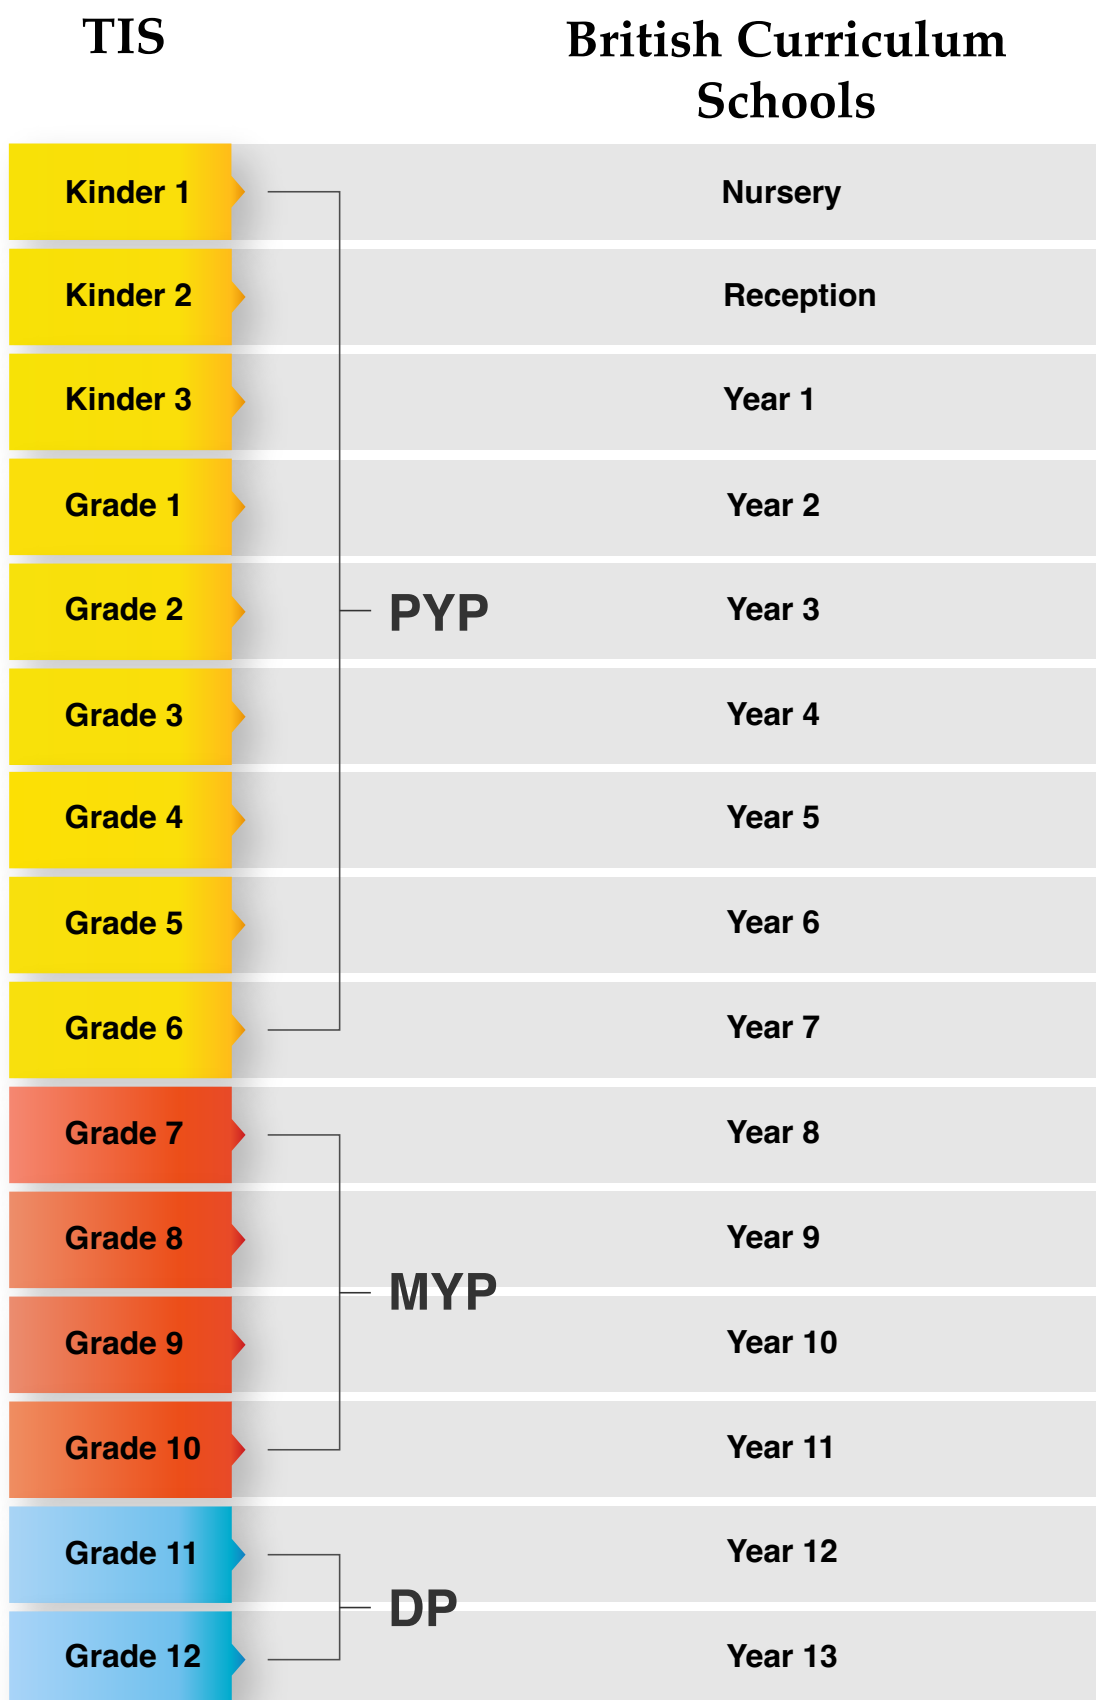 TIS
British Curriculum
Schools
Kinder 1
Nursery
Kinder 2
Reception
Kinder 3
Year 1
Grade 1
Year 2
Grade 2
PYP
Year 3
Grade 3
Year 4
Grade 4
Year 5
Grade 5
Year 6
Grade 6
Year 7
Grade 7
Year 8
Grade 8
Year 9
MYP
Grade 9
Year 10
Grade 10
Year 11
Grade 11
Year 12
DP
Grade 12
Year 13